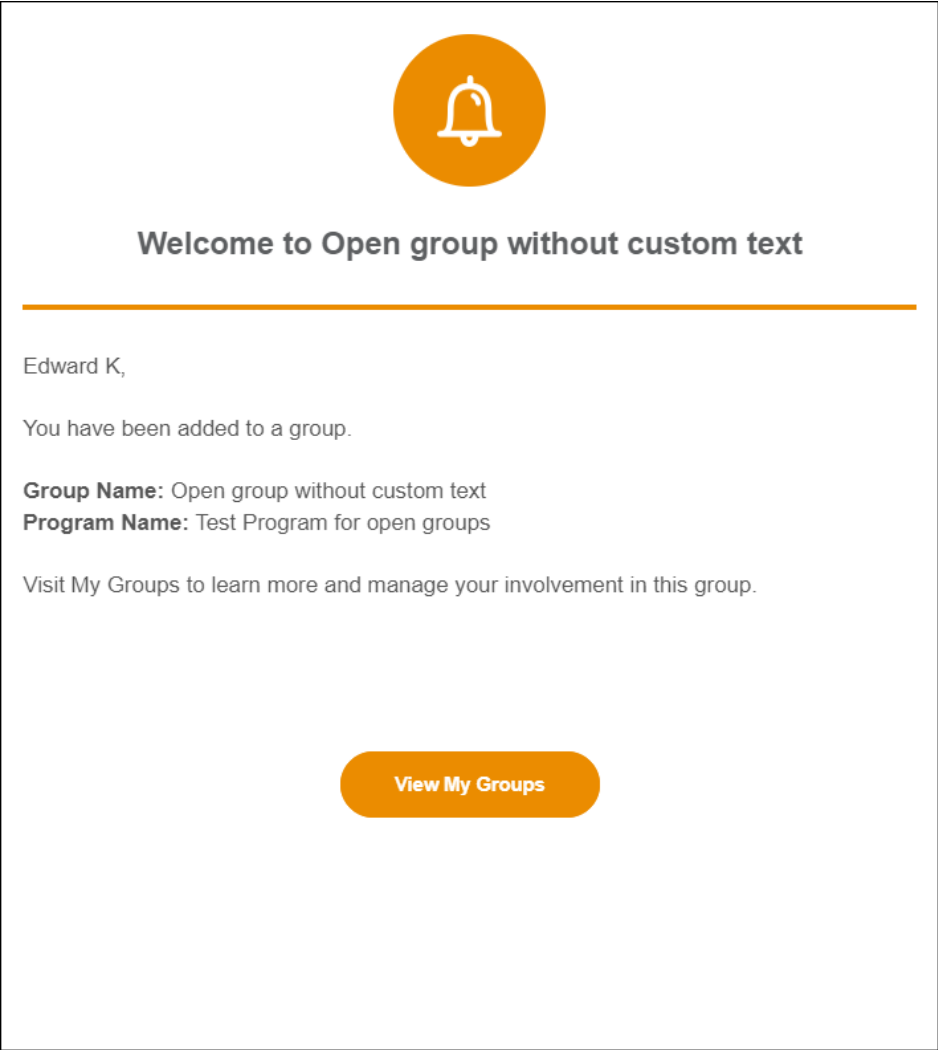 Welcome to Open group without custom text
Edward K,
You have been added to a group.
Group Name: Open group without custom text
Program Name: Test Program for open groups
Visit My Groups to learn more and manage your involvement in this group.
View My Groups